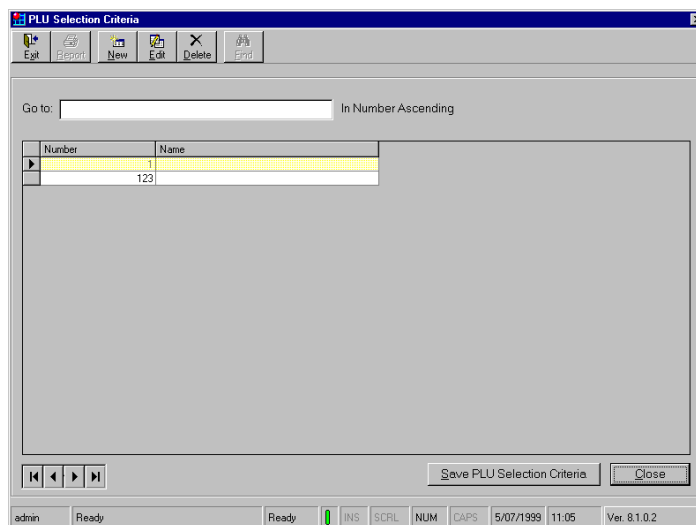 PLU Selection Criteria
Exit Report New Edit Delete Find
Go to: In Number Ascending
Number Name
1
123
Save PLU Selection Criteria Close
admin Ready Ready INS SCRL NUM CAPS 5/07/1999 11:05 Ver. 8.1.0.2